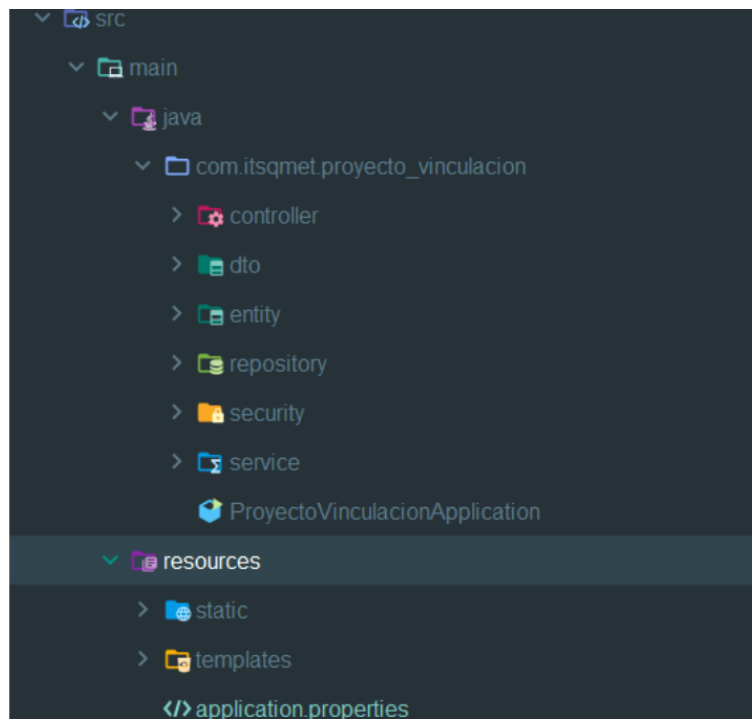 src
main
java
com.itsqmet.proyecto_vinculacion
controller
dto
entity
repository
security
service
ProyectoVinculacionApplication
resources
static
templates
application.properties